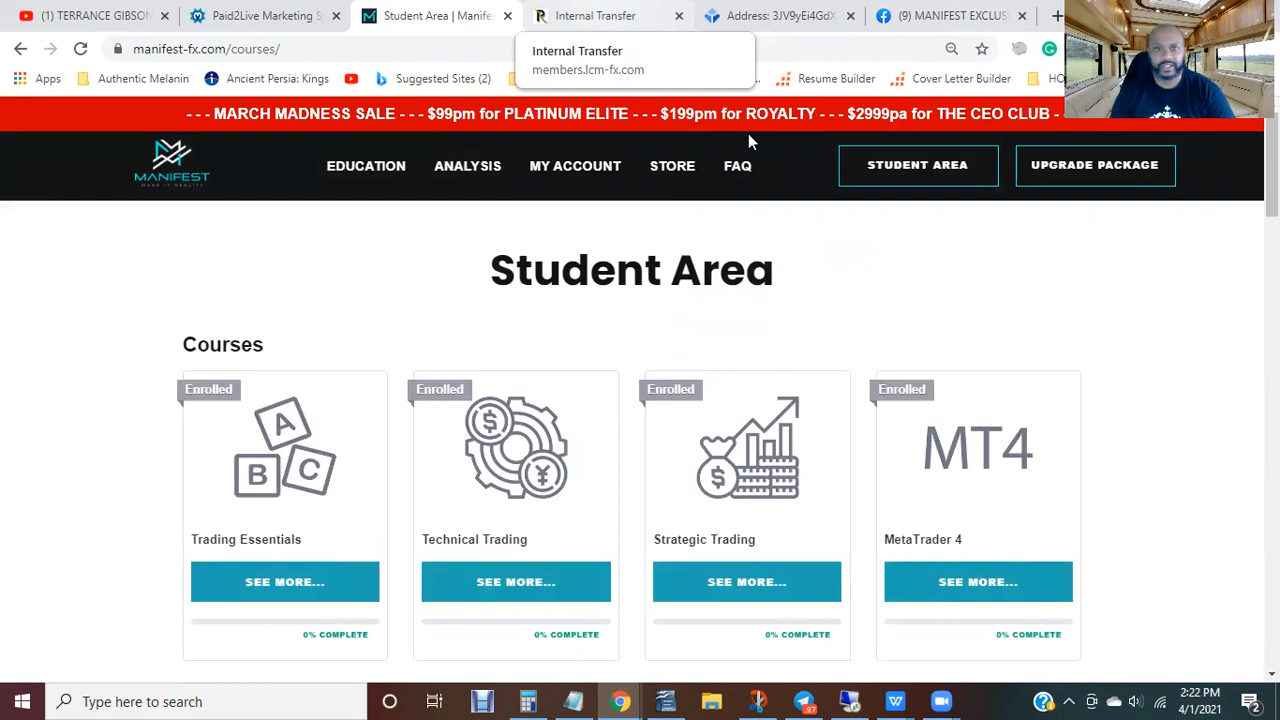 (1) TERRANCE GIBSON
Paid2Live Marketing S
Student Area | Manife
Internal Transfer
Address: 3JV9yEi4GdX
(9) MANIFEST EXCLUS
manifest-fx.com/courses/
Internal Transfer
members.lcm-fx.com
Apps
Authentic Melanin
Ancient Persia: Kings
Suggested Sites (2)
Resume Builder
Cover Letter Builder
HO
- - - MARCH MADNESS SALE - - - $99pm for PLATINUM ELITE - - - $199pm for ROYALTY - - - $2999pa for THE CEO CLUB -
MANIFEST
EDUCATION
ANALYSIS
MY ACCOUNT
STORE
FAQ
STUDENT AREA
UPGRADE PACKAGE
Student Area
Courses
Enrolled
Enrolled
Enrolled
Enrolled
A
B
C
$
¥
$
MT4
Trading Essentials
Technical Trading
Strategic Trading
MetaTrader 4
SEE MORE...
SEE MORE...
SEE MORE...
SEE MORE...
0% COMPLETE
0% COMPLETE
0% COMPLETE
0% COMPLETE
Type here to search
97
2:22 PM
4/1/2021
2